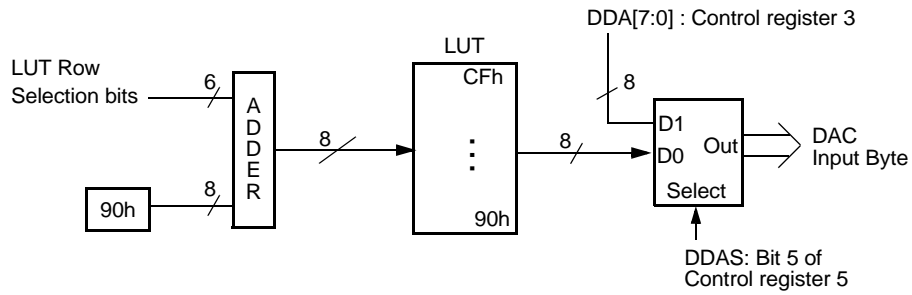 DDA[7:0] : Control register 3
LUT
LUT Row
Selection bits
6
8
CFh
A
D
D
E
R
8
8
D1
D0
Out
Select
DAC
Input Byte
8
90h
90h
DDAS: Bit 5 of
Control register 5